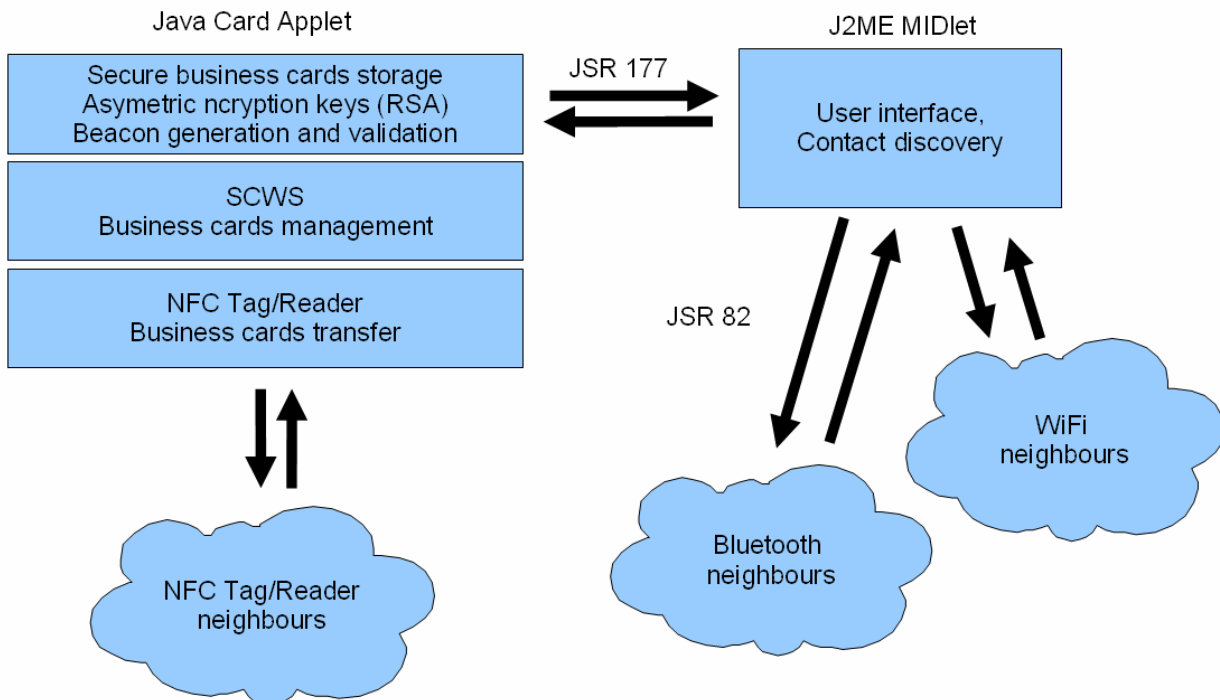 Java Card Applet
J2ME MIDlet
Secure business cards storage
Asymetric ncryption keys (RSA)
Beacon generation and validation
JSR 177
User interface,
Contact discovery
SCWS
Business cards management
NFC Tag/Reader
Business cards transfer
JSR 82
WiFi
neighbours
Bluetooth
neighbours
NFC Tag/Reader
neighbours